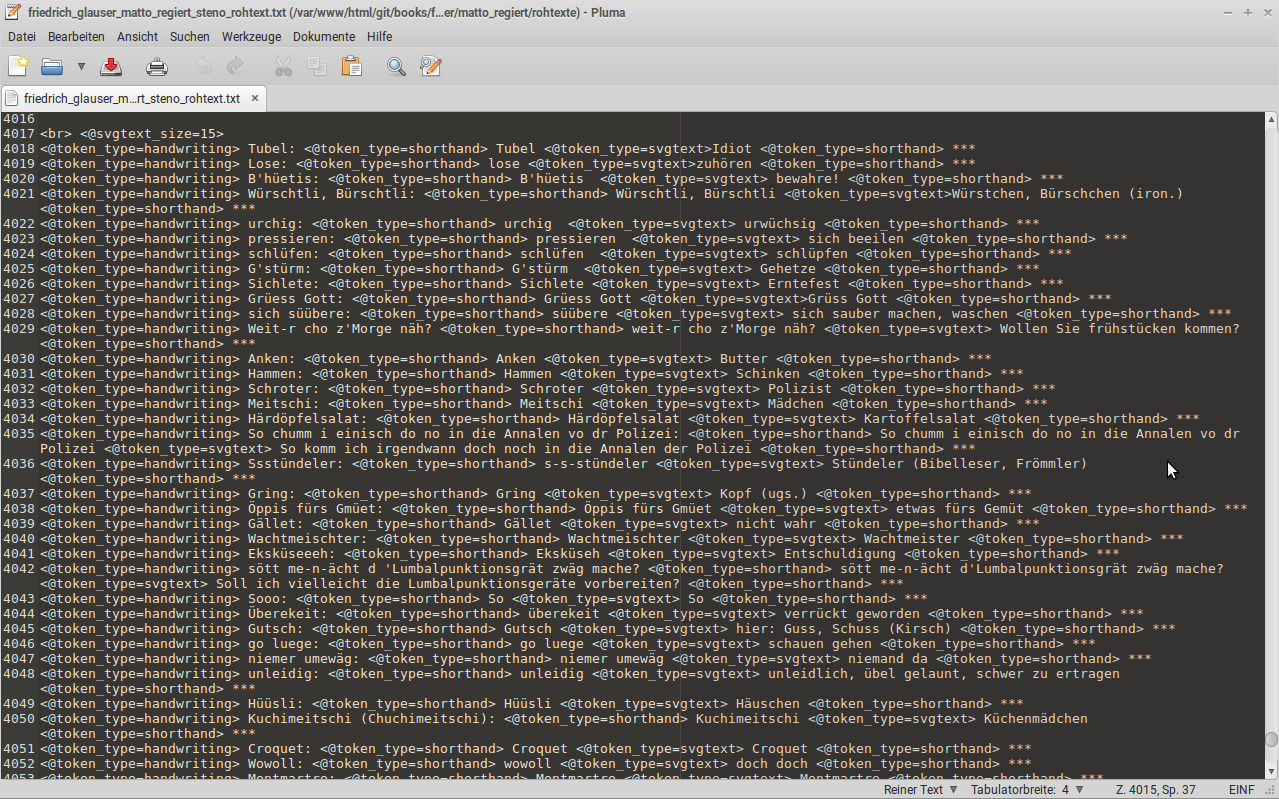 friedrich_glauser_matto_regiert_steno_rohtext.txt (/var/www/html/git/books/f...er/matto_regiert/rohtexte) - Pluma
Datei Bearbeiten Ansicht Suchen Werkzeuge Dokumente Hilfe
friedrich_glauser_m...rt_steno_rohtext.txt ×
4016
4017 <br> <@svgtext_size=15>
4018 <@token_type=handwriting> Tubel: <@token_type=shorthand> Tubel <@token_type=svgtext>Idiot <@token_type=shorthand> ***
4019 <@token_type=handwriting> Lose: <@token_type=shorthand> lose <@token_type=svgtext>zuhören <@token_type=shorthand> ***
4020 <@token_type=handwriting> B'hüetis: <@token_type=shorthand> B'hüetis  <@token_type=svgtext> bewahre! <@token_type=shorthand> ***
4021 <@token_type=handwriting> Würschtli, Bürschtli: <@token_type=shorthand> Würschtli, Bürschtli <@token_type=svgtext>Würstchen, Bürschchen (iron.)
<@token_type=shorthand> ***
4022 <@token_type=handwriting> urchig: <@token_type=shorthand> urchig  <@token_type=svgtext> urwüchsig <@token_type=shorthand> ***
4023 <@token_type=handwriting> pressieren: <@token_type=shorthand> pressieren  <@token_type=svgtext> sich beeilen <@token_type=shorthand> ***
4024 <@token_type=handwriting> schlüfen: <@token_type=shorthand> schlüfen  <@token_type=svgtext> schlüpfen <@token_type=shorthand> ***
4025 <@token_type=handwriting> G'stürm: <@token_type=shorthand> G'stürm  <@token_type=svgtext> Gehetze <@token_type=shorthand> ***
4026 <@token_type=handwriting> Sichlete: <@token_type=shorthand> Sichlete <@token_type=svgtext> Erntefest <@token_type=shorthand> ***
4027 <@token_type=handwriting> Grüess Gott: <@token_type=shorthand> Grüess Gott <@token_type=svgtext>Grüss Gott <@token_type=shorthand> ***
4028 <@token_type=handwriting> sich süübere: <@token_type=shorthand> süübere <@token_type=svgtext> sich sauber machen, waschen <@token_type=shorthand> ***
4029 <@token_type=handwriting> Weit-r cho z'Morge näh? <@token_type=shorthand> weit-r cho z'Morge näh? <@token_type=svgtext> Wollen Sie frühstücken kommen?
<@token_type=shorthand> ***
4030 <@token_type=handwriting> Anken: <@token_type=shorthand> Anken <@token_type=svgtext> Butter <@token_type=shorthand> ***
4031 <@token_type=handwriting> Hammen: <@token_type=shorthand> Hammen <@token_type=svgtext> Schinken <@token_type=shorthand> ***
4032 <@token_type=handwriting> Schroter: <@token_type=shorthand> Schroter <@token_type=svgtext> Polizist <@token_type=shorthand> ***
4033 <@token_type=handwriting> Meitschi: <@token_type=shorthand> Meitschi <@token_type=svgtext> Mädchen <@token_type=shorthand> ***
4034 <@token_type=handwriting> Härdöpfelsalat: <@token_type=shorthand> Härdöpfelsalat <@token_type=svgtext> Kartoffelsalat <@token_type=shorthand> ***
4035 <@token_type=handwriting> So chumm i einisch do no in die Annalen vo dr Polizei: <@token_type=shorthand> So chumm i einisch do no in die Annalen vo dr
Polizei <@token_type=svgtext> So komm ich irgendwann doch noch in die Annalen der Polizei <@token_type=shorthand> ***
4036 <@token_type=handwriting> Ssstündeler: <@token_type=shorthand> s-s-stündeler <@token_type=svgtext> Stündeler (Bibelleser, Frömmler)
<@token_type=shorthand> ***
4037 <@token_type=handwriting> Gring: <@token_type=shorthand> Gring <@token_type=svgtext> Kopf (ugs.) <@token_type=shorthand> ***
4038 <@token_type=handwriting> Öppis fürs Gmüet: <@token_type=shorthand> Öppis fürs Gmüet <@token_type=svgtext> etwas fürs Gemüt <@token_type=shorthand> ***
4039 <@token_type=handwriting> Gället: <@token_type=shorthand> Gället <@token_type=svgtext> nicht wahr <@token_type=shorthand> ***
4040 <@token_type=handwriting> Wachtmeischter: <@token_type=shorthand> Wachtmeischter <@token_type=svgtext> Wachtmeister <@token_type=shorthand> ***
4041 <@token_type=handwriting> Eksküseeeh: <@token_type=shorthand> Eksküseh <@token_type=svgtext> Entschuldigung <@token_type=shorthand> ***
4042 <@token_type=handwriting> sött me-n-ächt d 'Lumbalpunktionsgrät zwäg mache? <@token_type=shorthand> sött me-n-ächt d'Lumbalpunktionsgrät zwäg mache?
<@token_type=svgtext> Soll ich vielleicht die Lumbalpunktionsgeräte vorbereiten? <@token_type=shorthand> ***
4043 <@token_type=handwriting> Sooo: <@token_type=shorthand> So <@token_type=svgtext> So <@token_type=shorthand> ***
4044 <@token_type=handwriting> Überekeit: <@token_type=shorthand> überekeit <@token_type=svgtext> verrückt geworden <@token_type=shorthand> ***
4045 <@token_type=handwriting> Gutsch: <@token_type=shorthand> Gutsch <@token_type=svgtext> hier: Guss, Schuss (Kirsch) <@token_type=shorthand> ***
4046 <@token_type=handwriting> go luege: <@token_type=shorthand> go luege <@token_type=svgtext> schauen gehen <@token_type=shorthand> ***
4047 <@token_type=handwriting> niemer umewäg: <@token_type=shorthand> niemer umewäg <@token_type=svgtext> niemand da <@token_type=shorthand> ***
4048 <@token_type=handwriting> unleidig: <@token_type=shorthand> unleidig <@token_type=svgtext> unleidlich, übel gelaunt, schwer zu ertragen
<@token_type=shorthand> ***
4049 <@token_type=handwriting> Hüüsli: <@token_type=shorthand> Hüüsli <@token_type=svgtext> Häuschen <@token_type=shorthand> ***
4050 <@token_type=handwriting> Kuchimeitschi (Chuchimeitschi): <@token_type=shorthand> Kuchimeitschi <@token_type=svgtext> Küchenmädchen
<@token_type=shorthand> ***
4051 <@token_type=handwriting> Croquet: <@token_type=shorthand> Croquet <@token_type=svgtext> Croquet <@token_type=shorthand> ***
4052 <@token_type=handwriting> Wowoll: <@token_type=shorthand> wowoll <@token_type=svgtext> doch doch <@token_type=shorthand> ***
4053 <@token_type=handwriting> Montmartre: <@token_type=shorthand> Montmartre <@token_type=svgtext> Montmartre <@token_type=shorthand> ***
Reiner Text Tabulatorbreite: 4 Z. 4015, Sp. 37 EINF